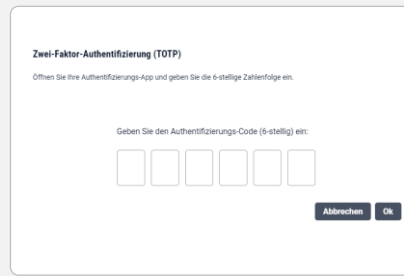 Zwei-Faktor-Authentifizierung (TOTP)
Öffnen Sie Ihre Authentifizierungs-App und geben Sie die 6-stellige Zahlenfolge ein.
Geben Sie den Authentifizierungs-Code (6-stellig) ein:
Abbrechen Ok